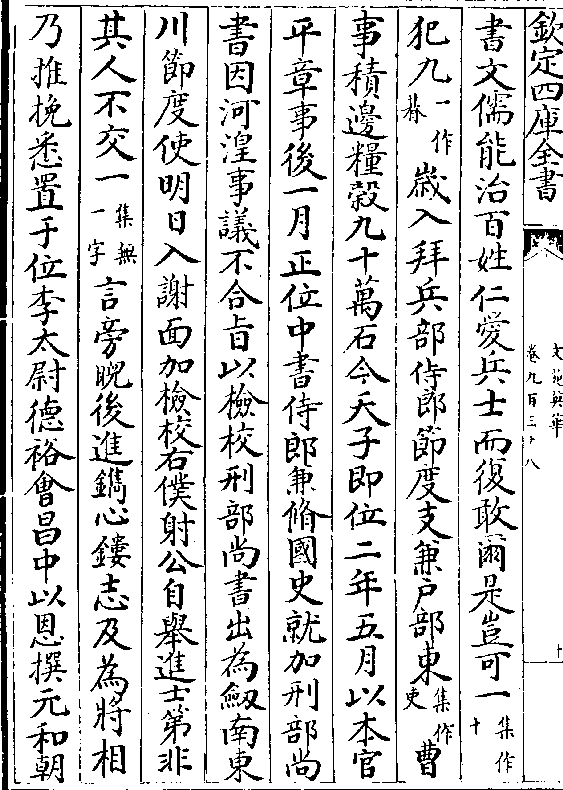 欽定四庫全書
文苑英華
卷九百三十八
十
書文儒能治百姓仁愛兵士而復敢爾是豈可一集作十
犯九一作暮歲入拜兵部侍郎節度支兼戶部東集作吏曹
事積邊糧榖九十萬石今天子即位二年五月以本官
平章事後一月正位中書侍郎兼脩國史就加刑部尚
書因河湟事議不合旨以檢校刑部尚書出為劔南東
川節度使明日入謝面加檢校右僕射公自舉進士第非
其人不交一集無一字言旁睨後進鐫心鏤志及為將相
乃推挽悉置于位李太尉德裕會昌中以恩撰元和朝